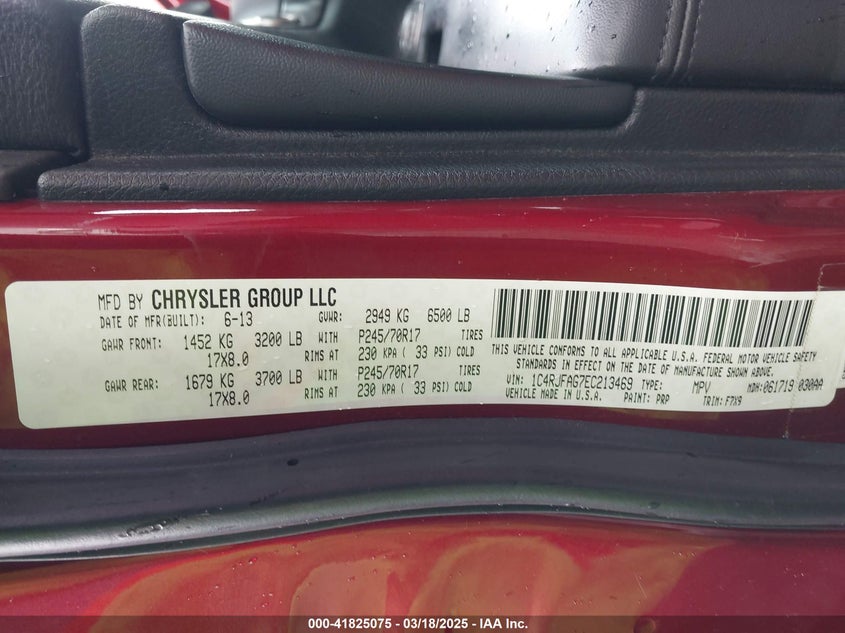 MFD BY CHRYSLER GROUP LLC
DATE OF MFR(BUILT): 6-13 GVWR: 2949 KG 6500 LB
GAWR FRONT: 1452 KG 3200 LB WITH P245/70R17 TIRES
17X8.0 RIMS AT 230 KPA ( 33 PSI) COLD
GAWR REAR: 1679 KG 3700 LB WITH P245/70R17 TIRES
17X8.0 RIMS AT 230 KPA ( 33 PSI) COLD
THIS VEHICLE CONFORMS TO ALL APPLICABLE U.S.A. FEDERAL MOTOR VEHICLE SAFETY
STANDARDS IN EFFECT ON THE DATE OF MANUFACTURE SHOWN ABOVE.
VIN: 1C4RJFAG7EC213469 TYPE: MPV MDH: 061719 030AA
VEHICLE MADE IN U.S.A. PAINT: PRP TRIM: F7X9
000-41825075 / 03/18/2025 / IAA Inc.